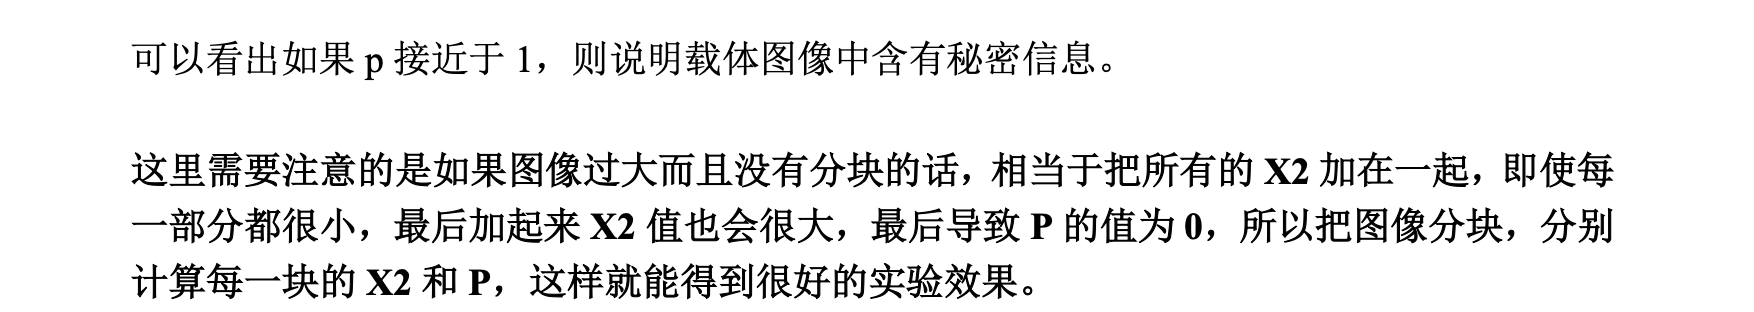 可以看出如果 p 接近于 1，则说明载体图像中含有秘密信息。
这里需要注意的是如果图像过大而且没有分块的话，相当于把所有的 X2 加在一起，即使每
一部分都很小，最后加起来 X2 值也会很大，最后导致 P 的值为 0，所以把图像分块，分别
计算每一块的 X2 和 P，这样就能得到很好的实验效果。